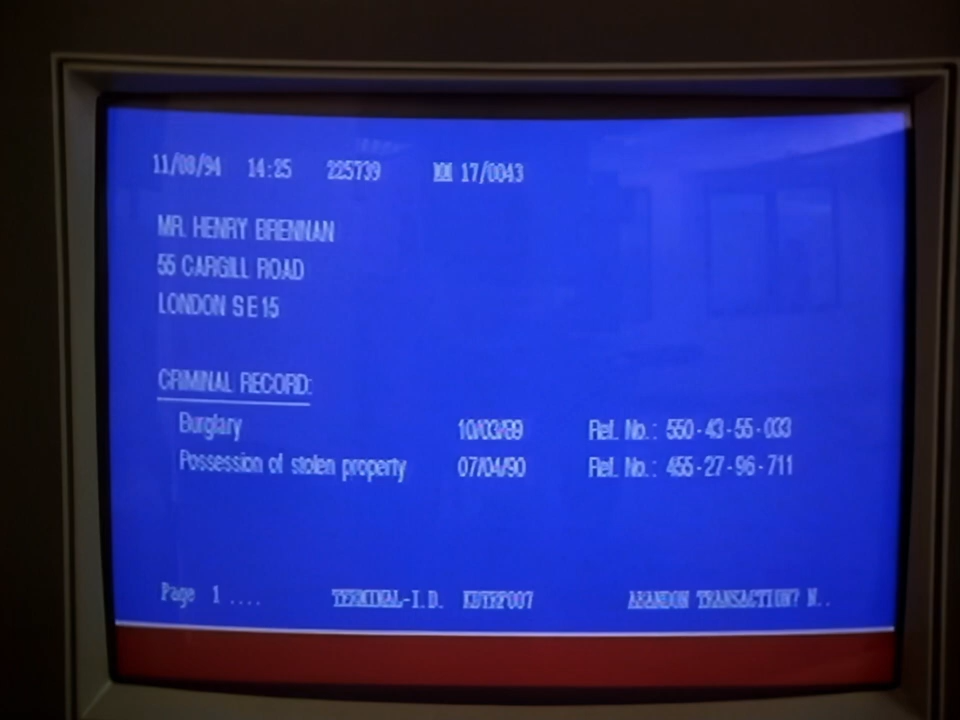 11/08/94 14:25 225739 MM 17/0043
MR. HENRY BRENNAN
55 CARGILL ROAD
LONDON SE15
CRIMINAL RECORD:
Burglary 10/03/89 Ref. No.: 550-43-55-033
Possession of stolen property 07/04/90 Ref. No.: 455-27-96-711
Page 1 .... TERMINAL-I.D. ABANDON TRANSACTION? N..